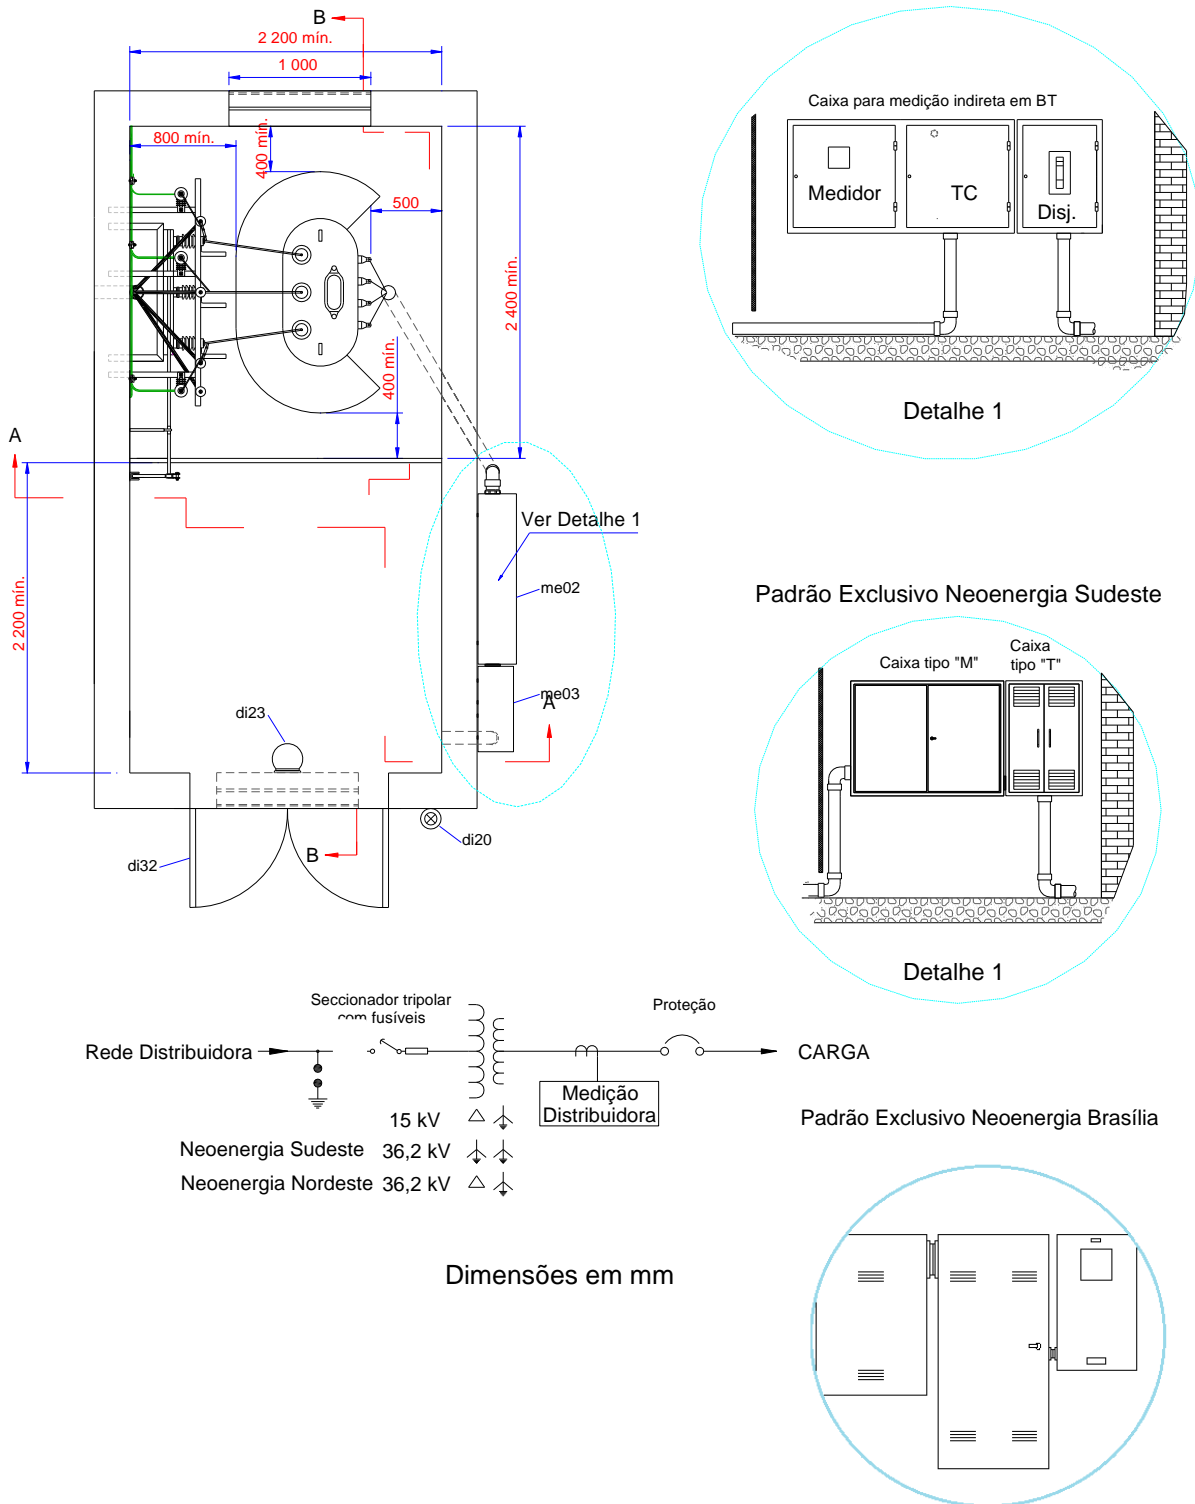 B
2 200 mín.
1 000
800 mín.
400 mín.
500
2 400 mín.
400 mín.
A
2 200 mín.
Ver Detalhe 1
me02
me03
A
di23
di20
di32
B
Caixa para medição indireta em BT
Medidor
TC
Disj.
Detalhe 1
Padrão Exclusivo Neoenergia Sudeste
Caixa tipo "M"
Caixa
tipo "T"
Detalhe 1
Seccionador tripolar
com fusíveis
Proteção
Rede Distribuidora
CARGA
Medição
Distribuidora
15 kV
Neoenergia Sudeste 36,2 kV
Neoenergia Nordeste 36,2 kV
Padrão Exclusivo Neoenergia Brasília
Dimensões em mm